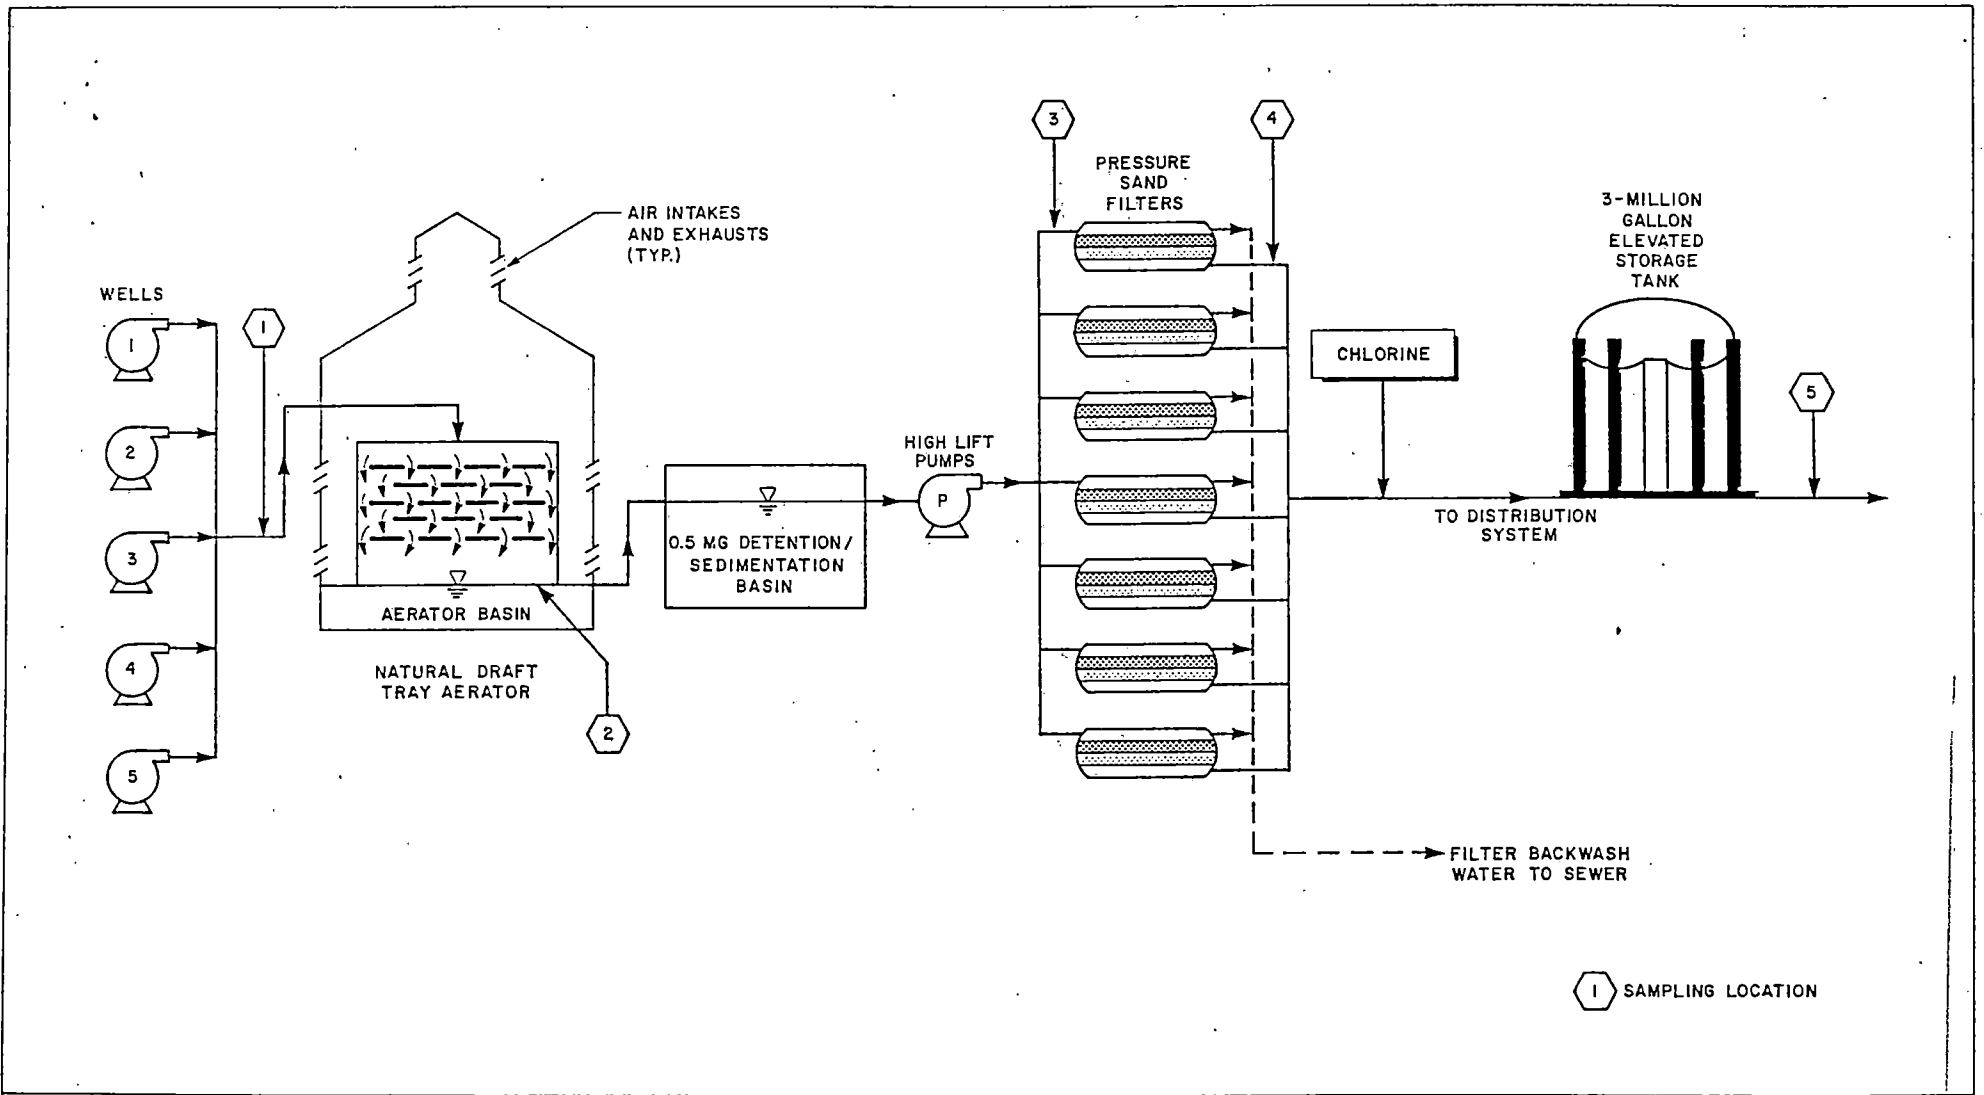 WELLS
1
2
3
4
5
1
AIR INTAKES
AND EXHAUSTS
(TYP.)
AERATOR BASIN
NATURAL DRAFT
TRAY AERATOR
2
0.5 MG DETENTION/
SEDIMENTATION
BASIN
HIGH LIFT
PUMPS
P
3
PRESSURE
SAND
FILTERS
4
CHLORINE
TO DISTRIBUTION
SYSTEM
3-MILLION
GALLON
ELEVATED
STORAGE
TANK
5
FILTER BACKWASH
WATER TO SEWER
1 SAMPLING LOCATION